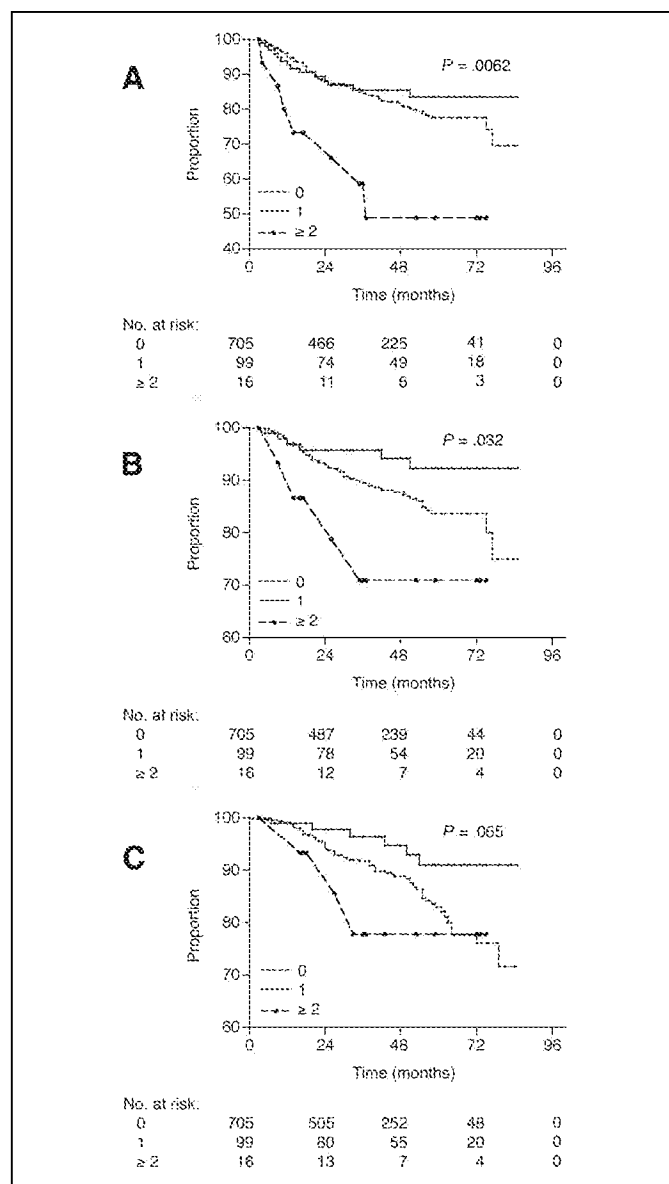 A
100
90
80
70
60
50
40
Proportion
P = .0062
0
1
≥ 2
0 24 48 72 96
Time (months)
No. at risk:
0 705 466 225 41 0
1 99 74 49 18 0
≥ 2 16 11 6 3 0
B
100
90
80
70
60
Proportion
P = .032
0
1
≥ 2
0 24 48 72 96
Time (months)
No. at risk:
0 705 487 239 44 0
1 99 78 54 20 0
≥ 2 16 12 7 4 0
C
100
90
80
70
60
Proportion
P = .065
0
1
≥ 2
0 24 48 72 96
Time (months)
No. at risk:
0 705 505 252 48 0
1 99 80 55 20 0
≥ 2 16 13 7 4 0